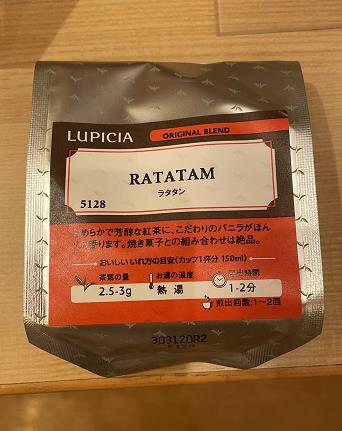 LUPICIA
ORIGINAL BLEND
RATATAM
ラタタン
5128
めらかで芳醇な紅茶に、こだわりのバニラがほん
香ります。焼き菓子との組み合わせは絶品。
おいしいいれ方の目安(カップ1杯分 150ml)
茶葉の量 お湯の温度 時間
2.5-3g 熱湯 1-2分
煎出回数:1〜2回
303120R2